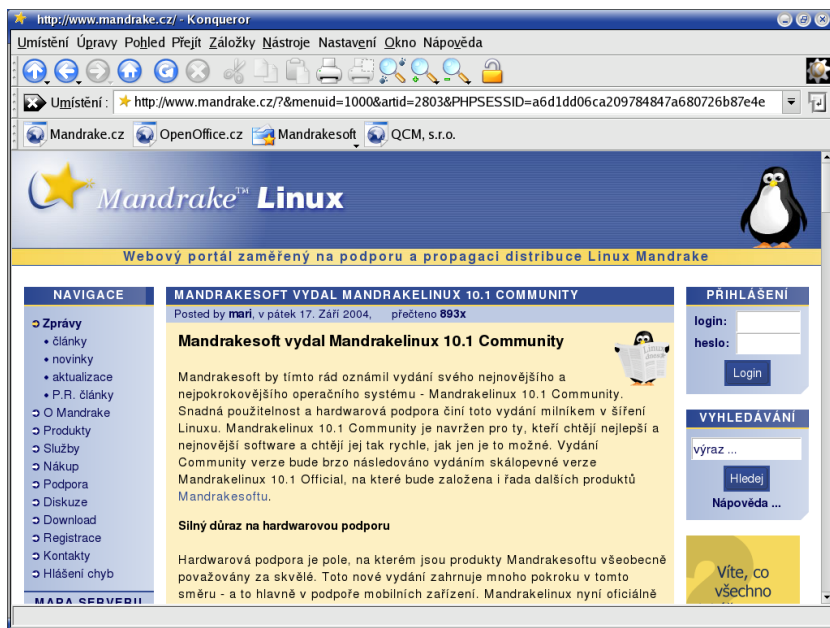 http://www.mandrake.cz/ - Konqueror
Umístění Úpravy Pohled Přejít Záložky Nástroje Nastavení Okno Nápověda
Umístění : http://www.mandrake.cz/?&menuid=1000&artid=2803&PHPSESSID=a6d1dd06ca209784847a680726b87e4e
Mandrake.cz OpenOffice.cz Mandrakesoft QCM, s.r.o.
Mandrake™ Linux
Webový portál zaměřený na podporu a propagaci distribuce Linux Mandrake
NAVIGACE
Zprávy
články
novinky
aktualizace
P.R. články
O Mandrake
Produkty
Služby
Nákup
Podpora
Diskuze
Download
Registrace
Kontakty
Hlášení chyb
MAPA SERVERU
MANDRAKESOFT VYDAL MANDRAKELINUX 10.1 COMMUNITY
Posted by mari, v pátek 17. Září 2004, přečteno 893x
Mandrakesoft vydal Mandrakelinux 10.1 Community
Mandrakesoft by tímto rád oznámil vydání svého nejnovějšího a
nejpokrokovějšího operačního systému - Mandrakelinux 10.1 Community.
Snadná použitelnost a hardwarová podpora činí toto vydání milníkem v šíření
Linuxu. Mandrakelinux 10.1 Community je navržen pro ty, kteří chtějí nejlepší a
nejnovější software a chtějí jej tak rychle, jak jen je to možné. Vydání
Community verze bude brzo následováno vydáním skálopevné verze
Mandrakelinux 10.1 Official, na které bude založena i řada dalších produktů
Mandrakesoftu.
Silný důraz na hardwarovou podporu
Hardwarová podpora je pole, na kterém jsou produkty Mandrakesoftu všeobecně
považovány za skvělé. Toto nové vydání zahrnuje mnoho pokroku v tomto
směru - a to hlavně v podpoře mobilních zařízení. Mandrakelinux nyní oficiálně
PŘIHLÁŠENÍ
login:
heslo:
Login
VYHLEDÁVÁNÍ
výraz ...
Hledej
Nápověda ...
Víte, co
všechno